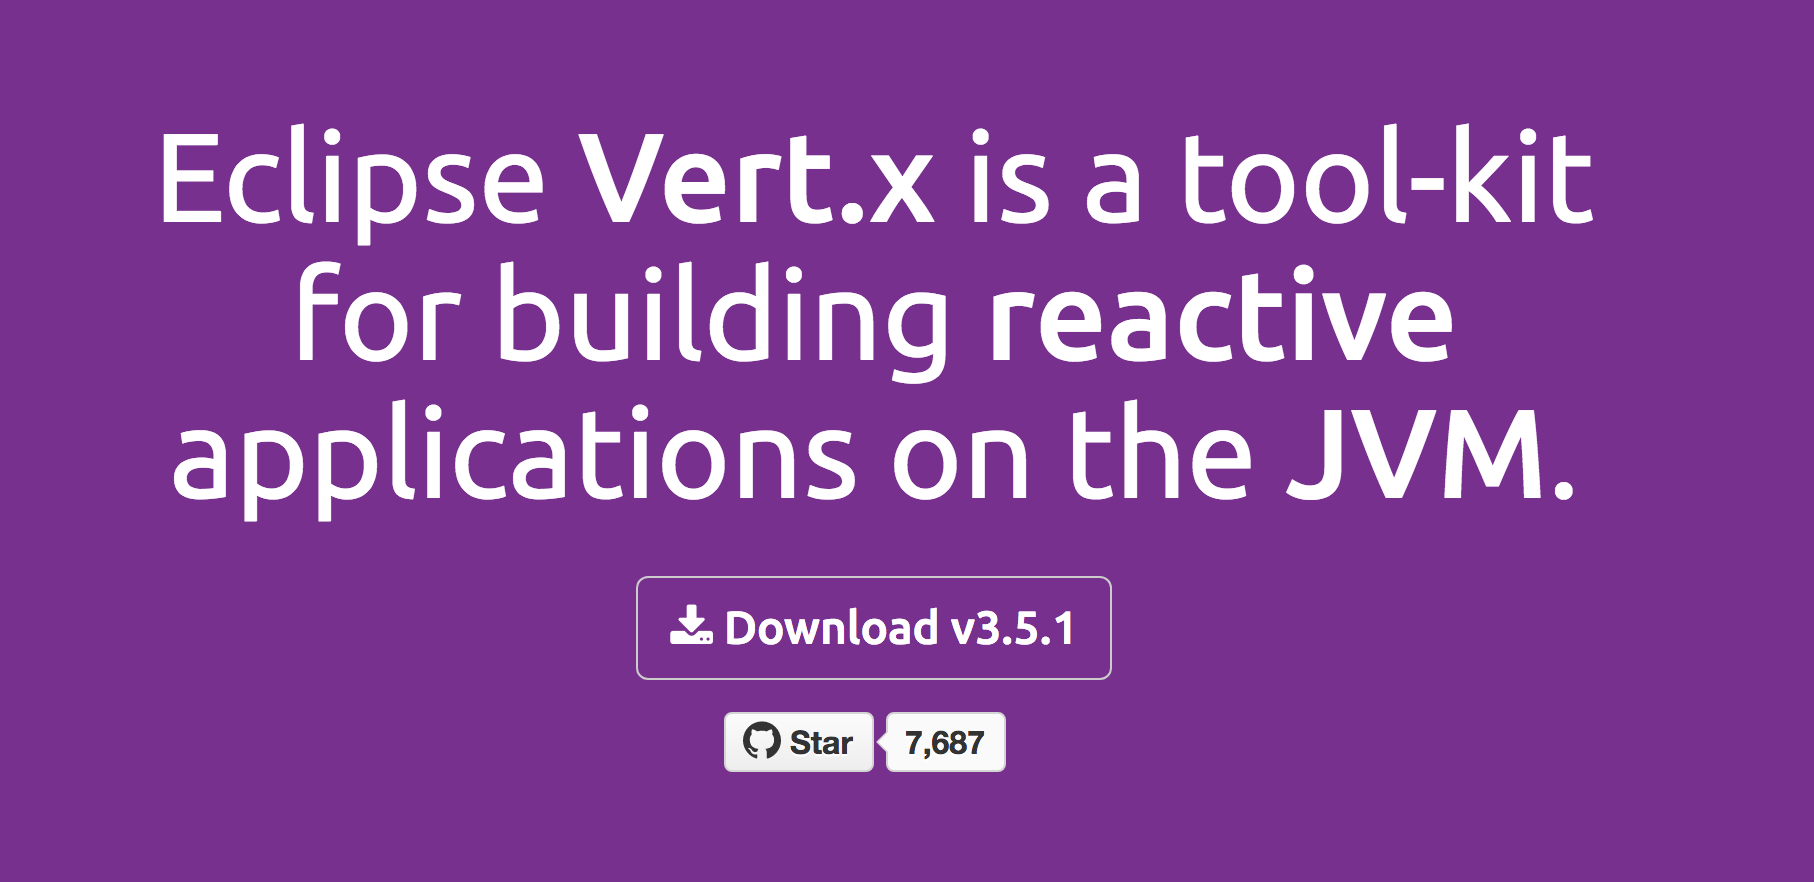 Eclipse Vert.x is a tool-kit
for building reactive
applications on the JVM.
Download v3.5.1
Star 7,687